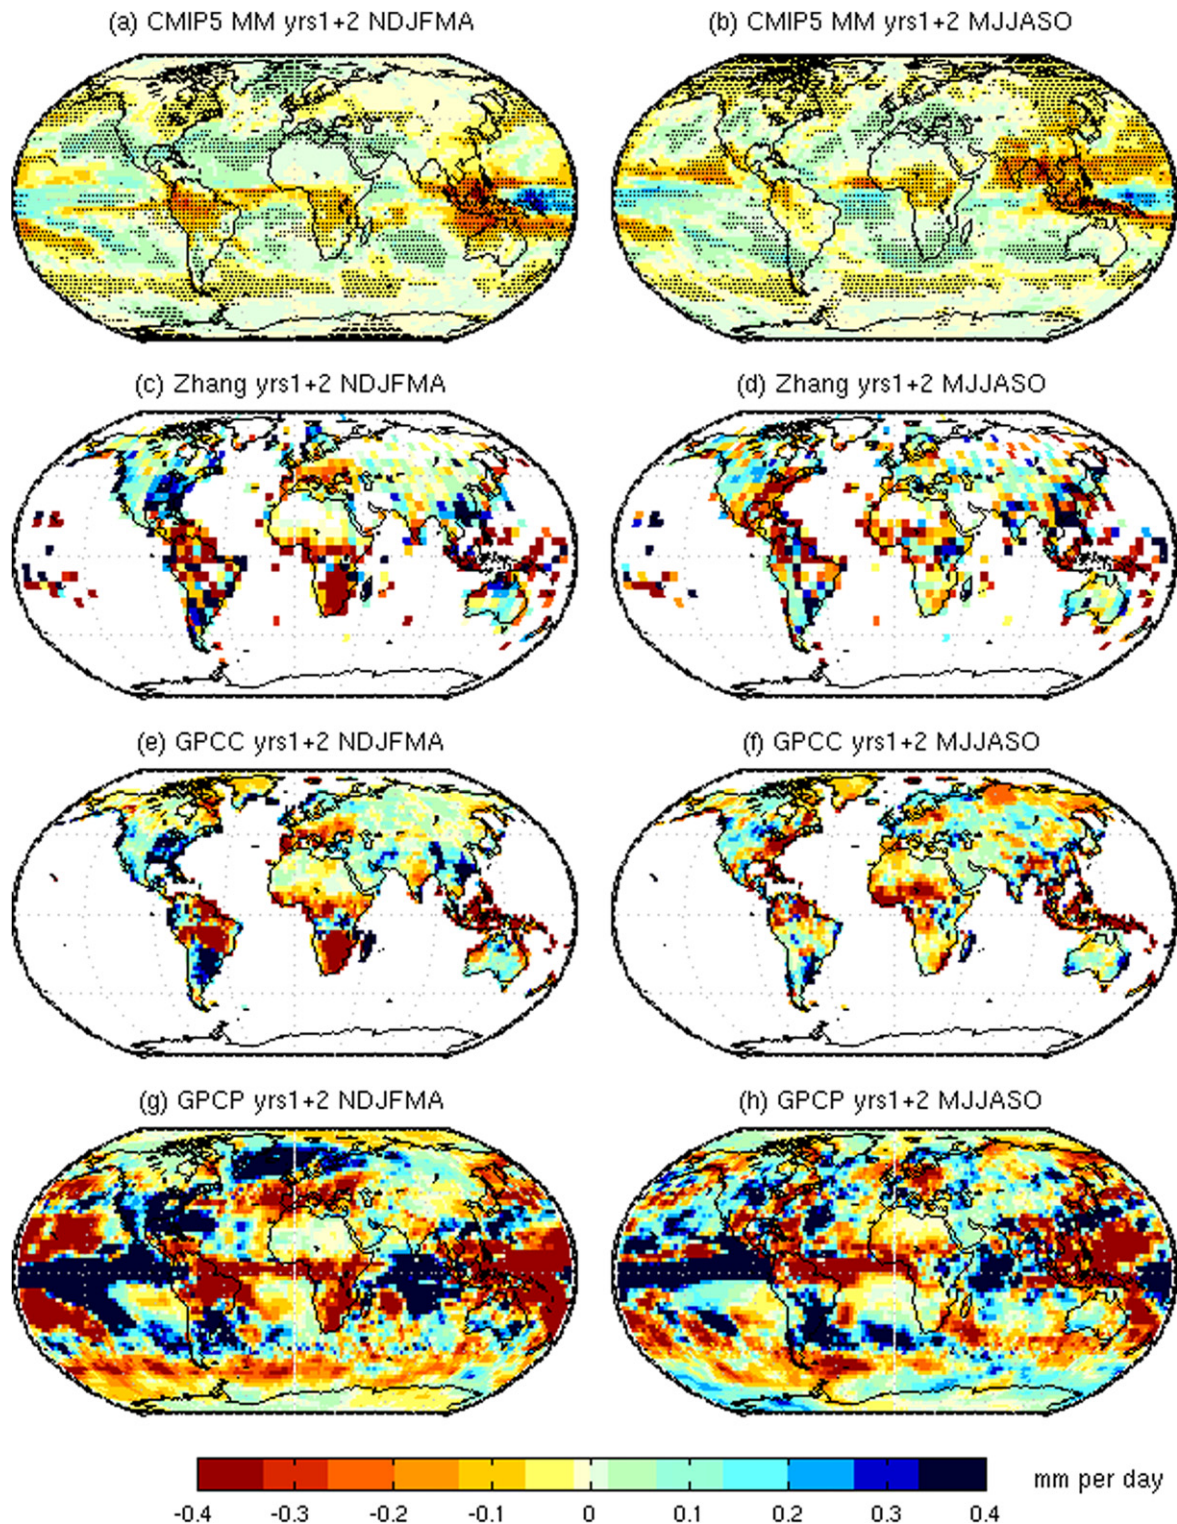 (a) CMIP5 MM yrs1+2 NDJFMA
(b) CMIP5 MM yrs1+2 MJJASO
(c) Zhang yrs1+2 NDJFMA
(d) Zhang yrs1+2 MJJASO
(e) GPCC yrs1+2 NDJFMA
(f) GPCC yrs1+2 MJJASO
(g) GPCP yrs1+2 NDJFMA
(h) GPCP yrs1+2 MJJASO
mm per day
-0.4 -0.3 -0.2 -0.1 0 0.1 0.2 0.3 0.4